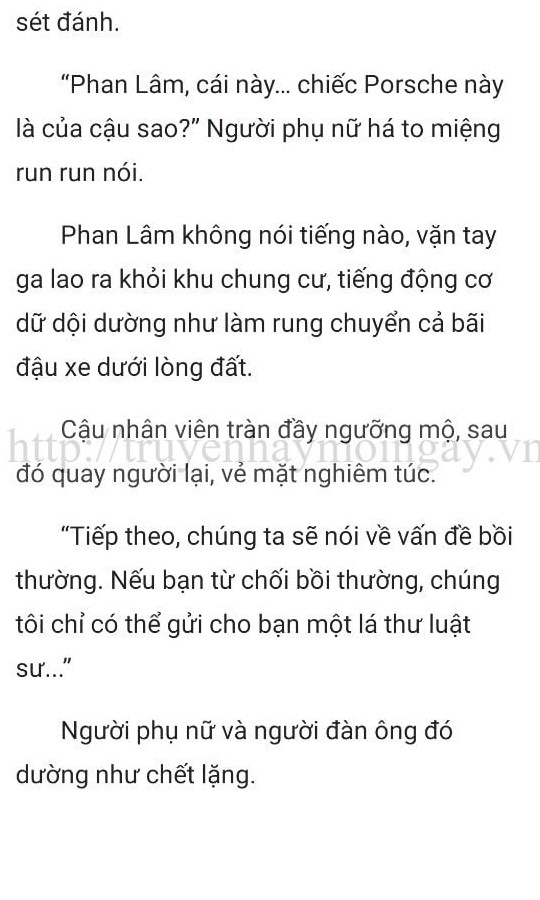 sét đánh.
“Phan Lâm, cái này... chiếc Porsche này
là của cậu sao?” Người phụ nữ há to miệng
run run nói.
Phan Lâm không nói tiếng nào, vặn tay
ga lao ra khỏi khu chung cư, tiếng động cơ
dữ dội dường như làm rung chuyển cả bãi
đậu xe dưới lòng đất.
Cậu nhân viên tràn đầy ngưỡng mộ, sau
http://truyenhaymoingay.vn
đó quay người lại, vẻ mặt nghiêm túc.
“Tiếp theo, chúng ta sẽ nói về vấn đề bồi
thường. Nếu bạn từ chối bồi thường, chúng
tôi chỉ có thể gửi cho bạn một lá thư luật
sư...”
Người phụ nữ và người đàn ông đó
dường như chết lặng.